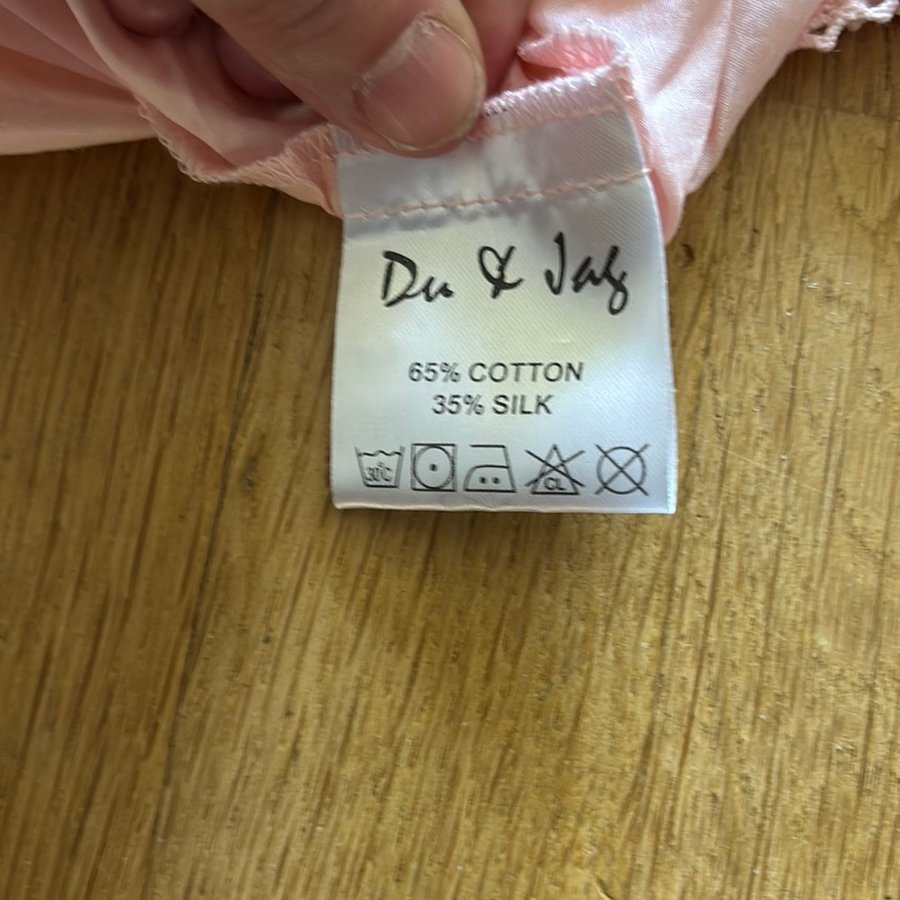 Du & Jag
65% COTTON
35% SILK
30°C
CL